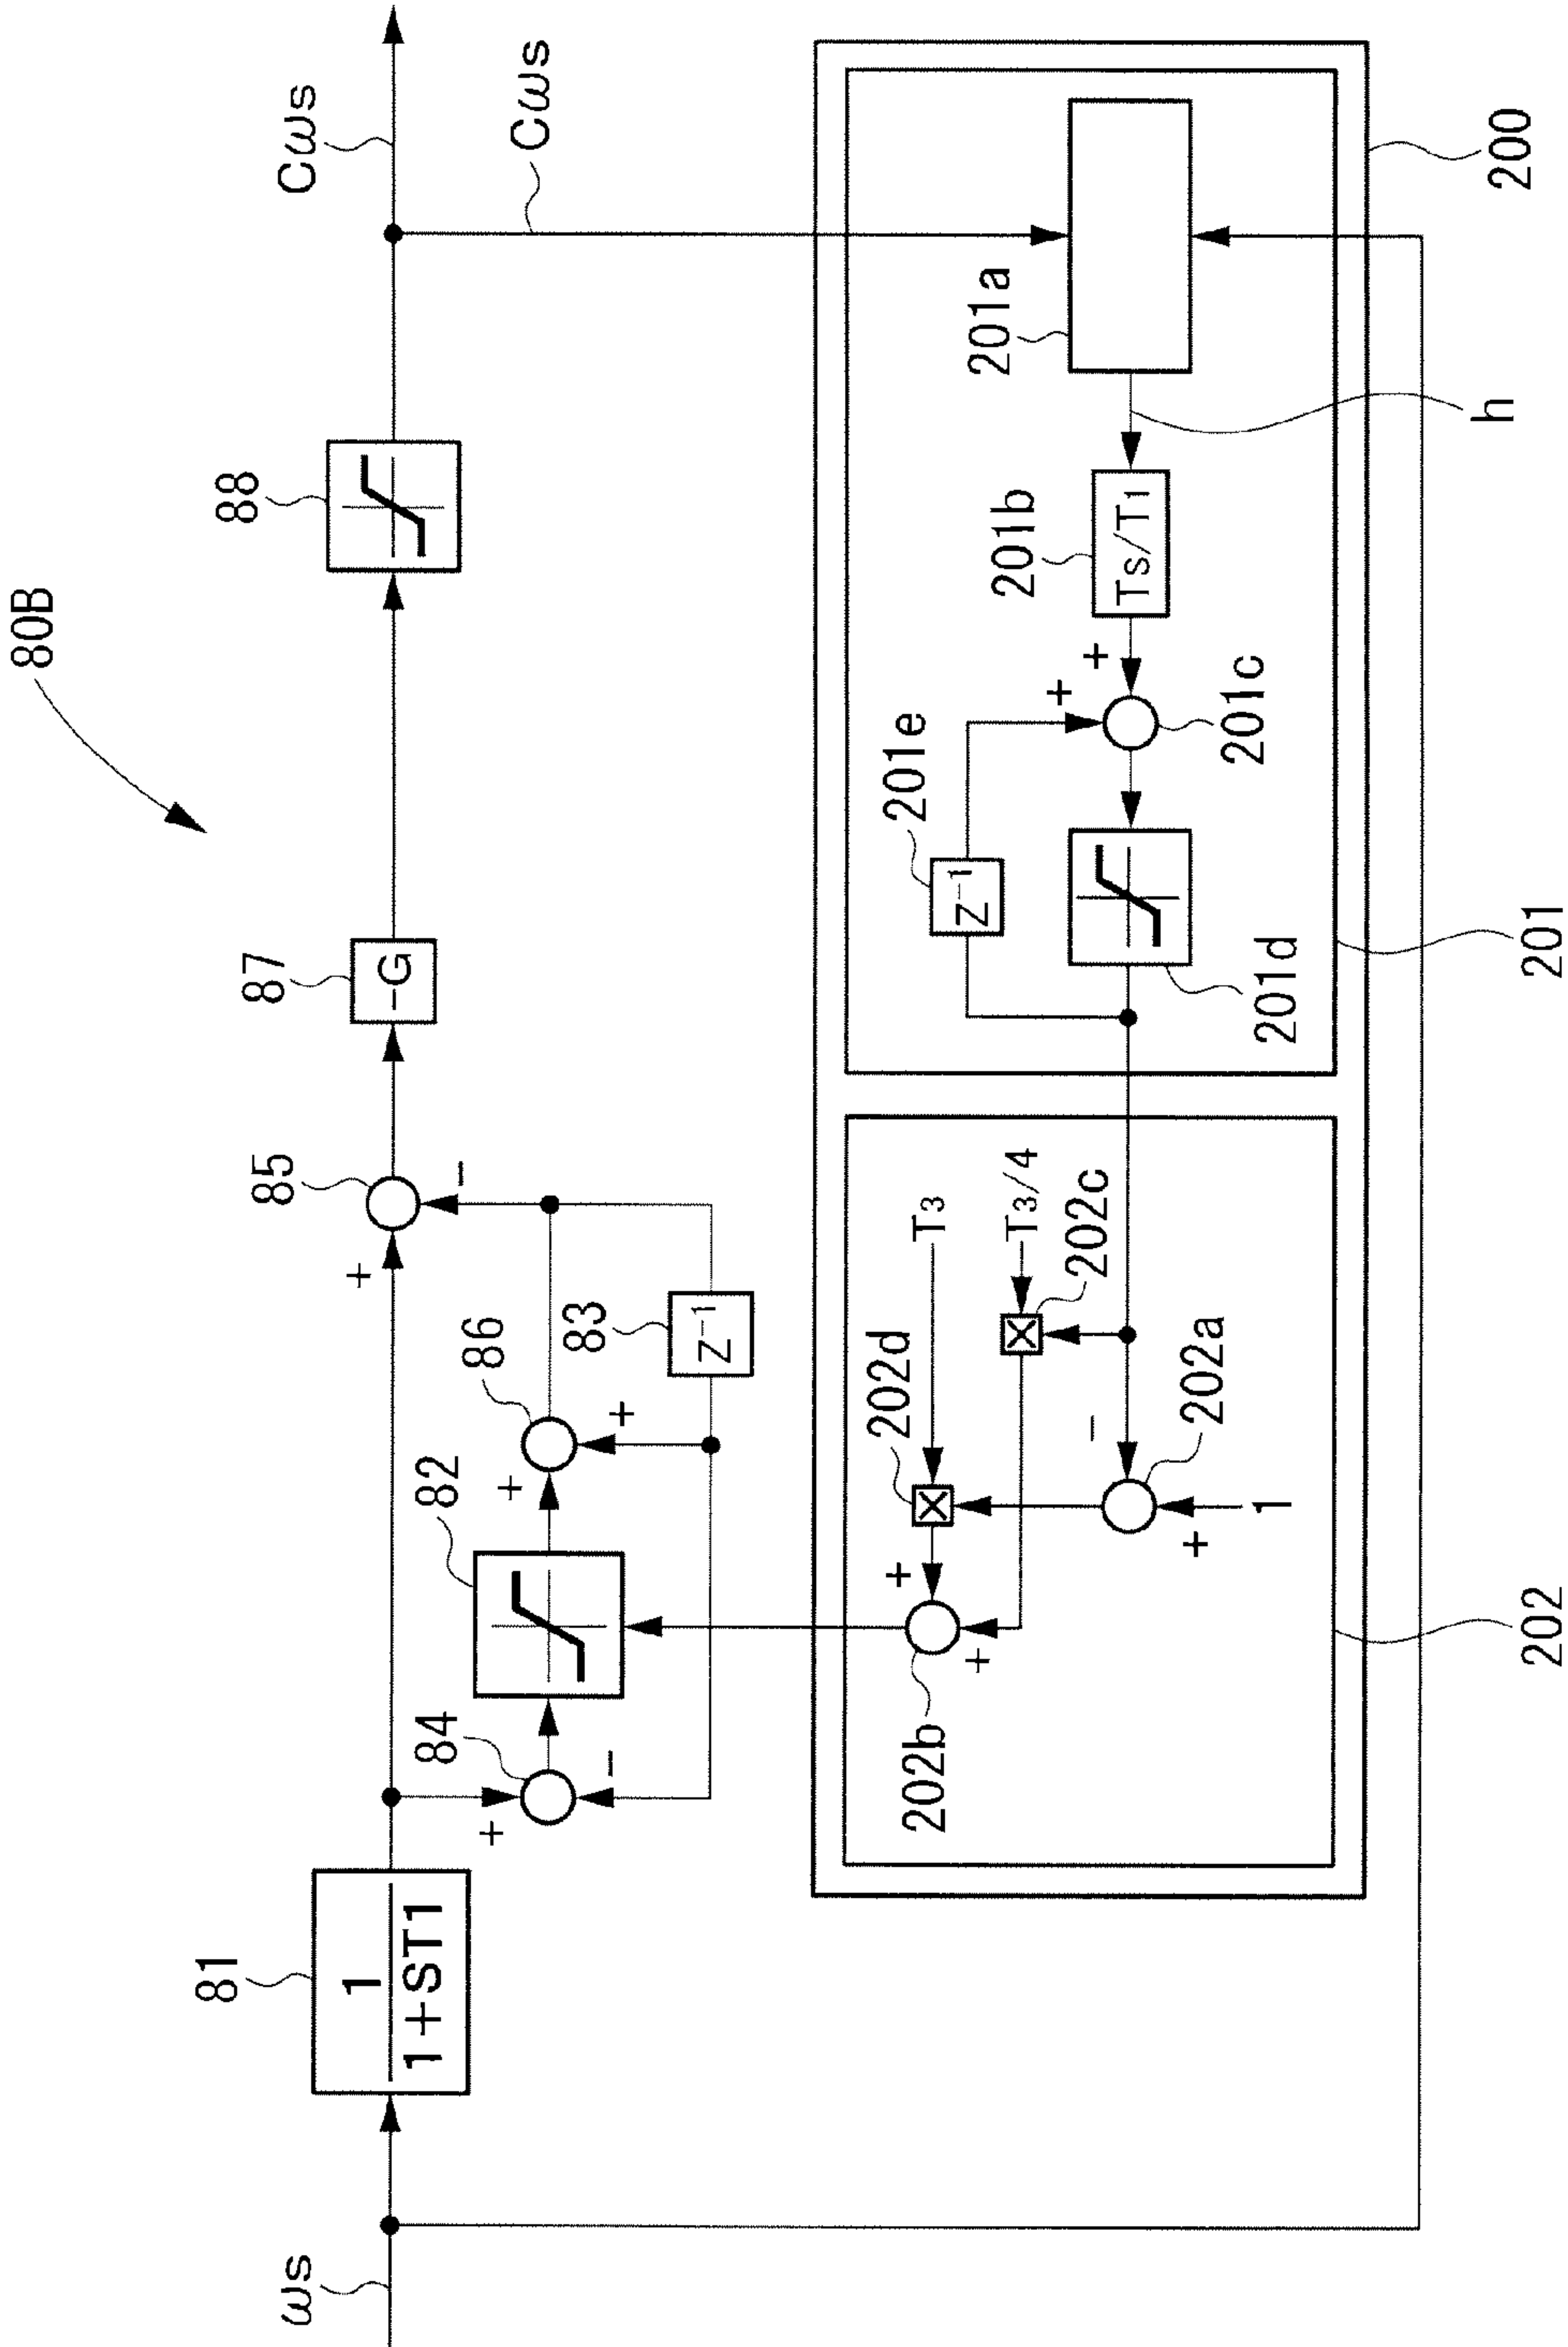 80B
ωs
81
1
1+ST1
84
+
−
82
86
+
+
83
Z⁻¹
85
+
−
87
−G
88
Cωs
Cωs
202b
+
+
202d
T3
T3/4
202c
202a
−
+
1
202
201e
Z⁻¹
201d
201c
+
+
201b
Ts/T1
201a
h
201
200